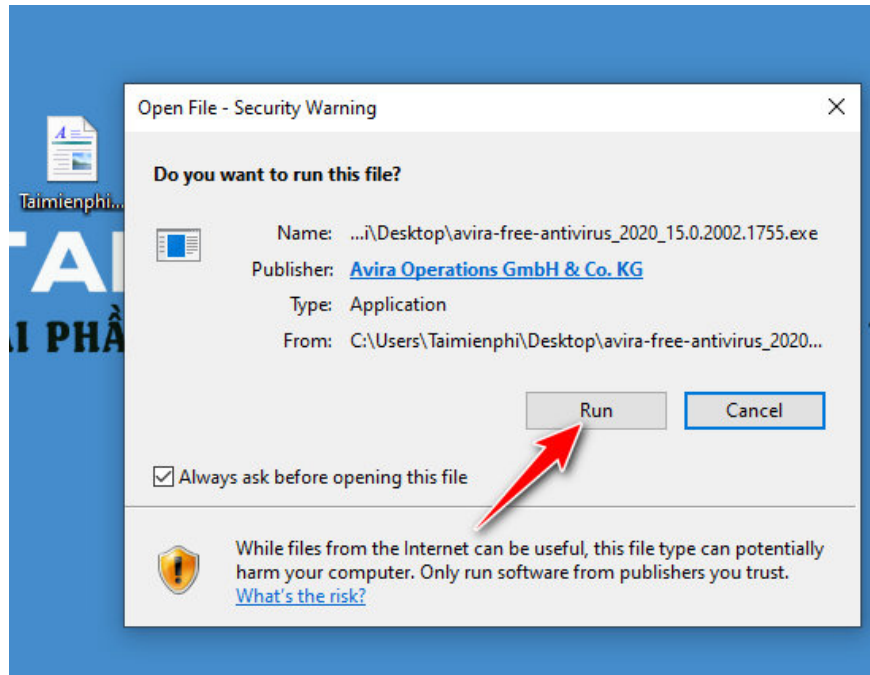 Open File - Security Warning
Do you want to run this file?
Taimienphi...
Name: ...i\Desktop\avira-free-antivirus_2020_15.0.2002.1755.exe
Publisher: Avira Operations GmbH & Co. KG
TAI
Type: Application
ẢI PHẦ
From: C:\Users\Taimienphi\Desktop\avira-free-antivirus_2020...
Run Cancel
Always ask before opening this file
While files from the Internet can be useful, this file type can potentially
harm your computer. Only run software from publishers you trust.
What's the risk?